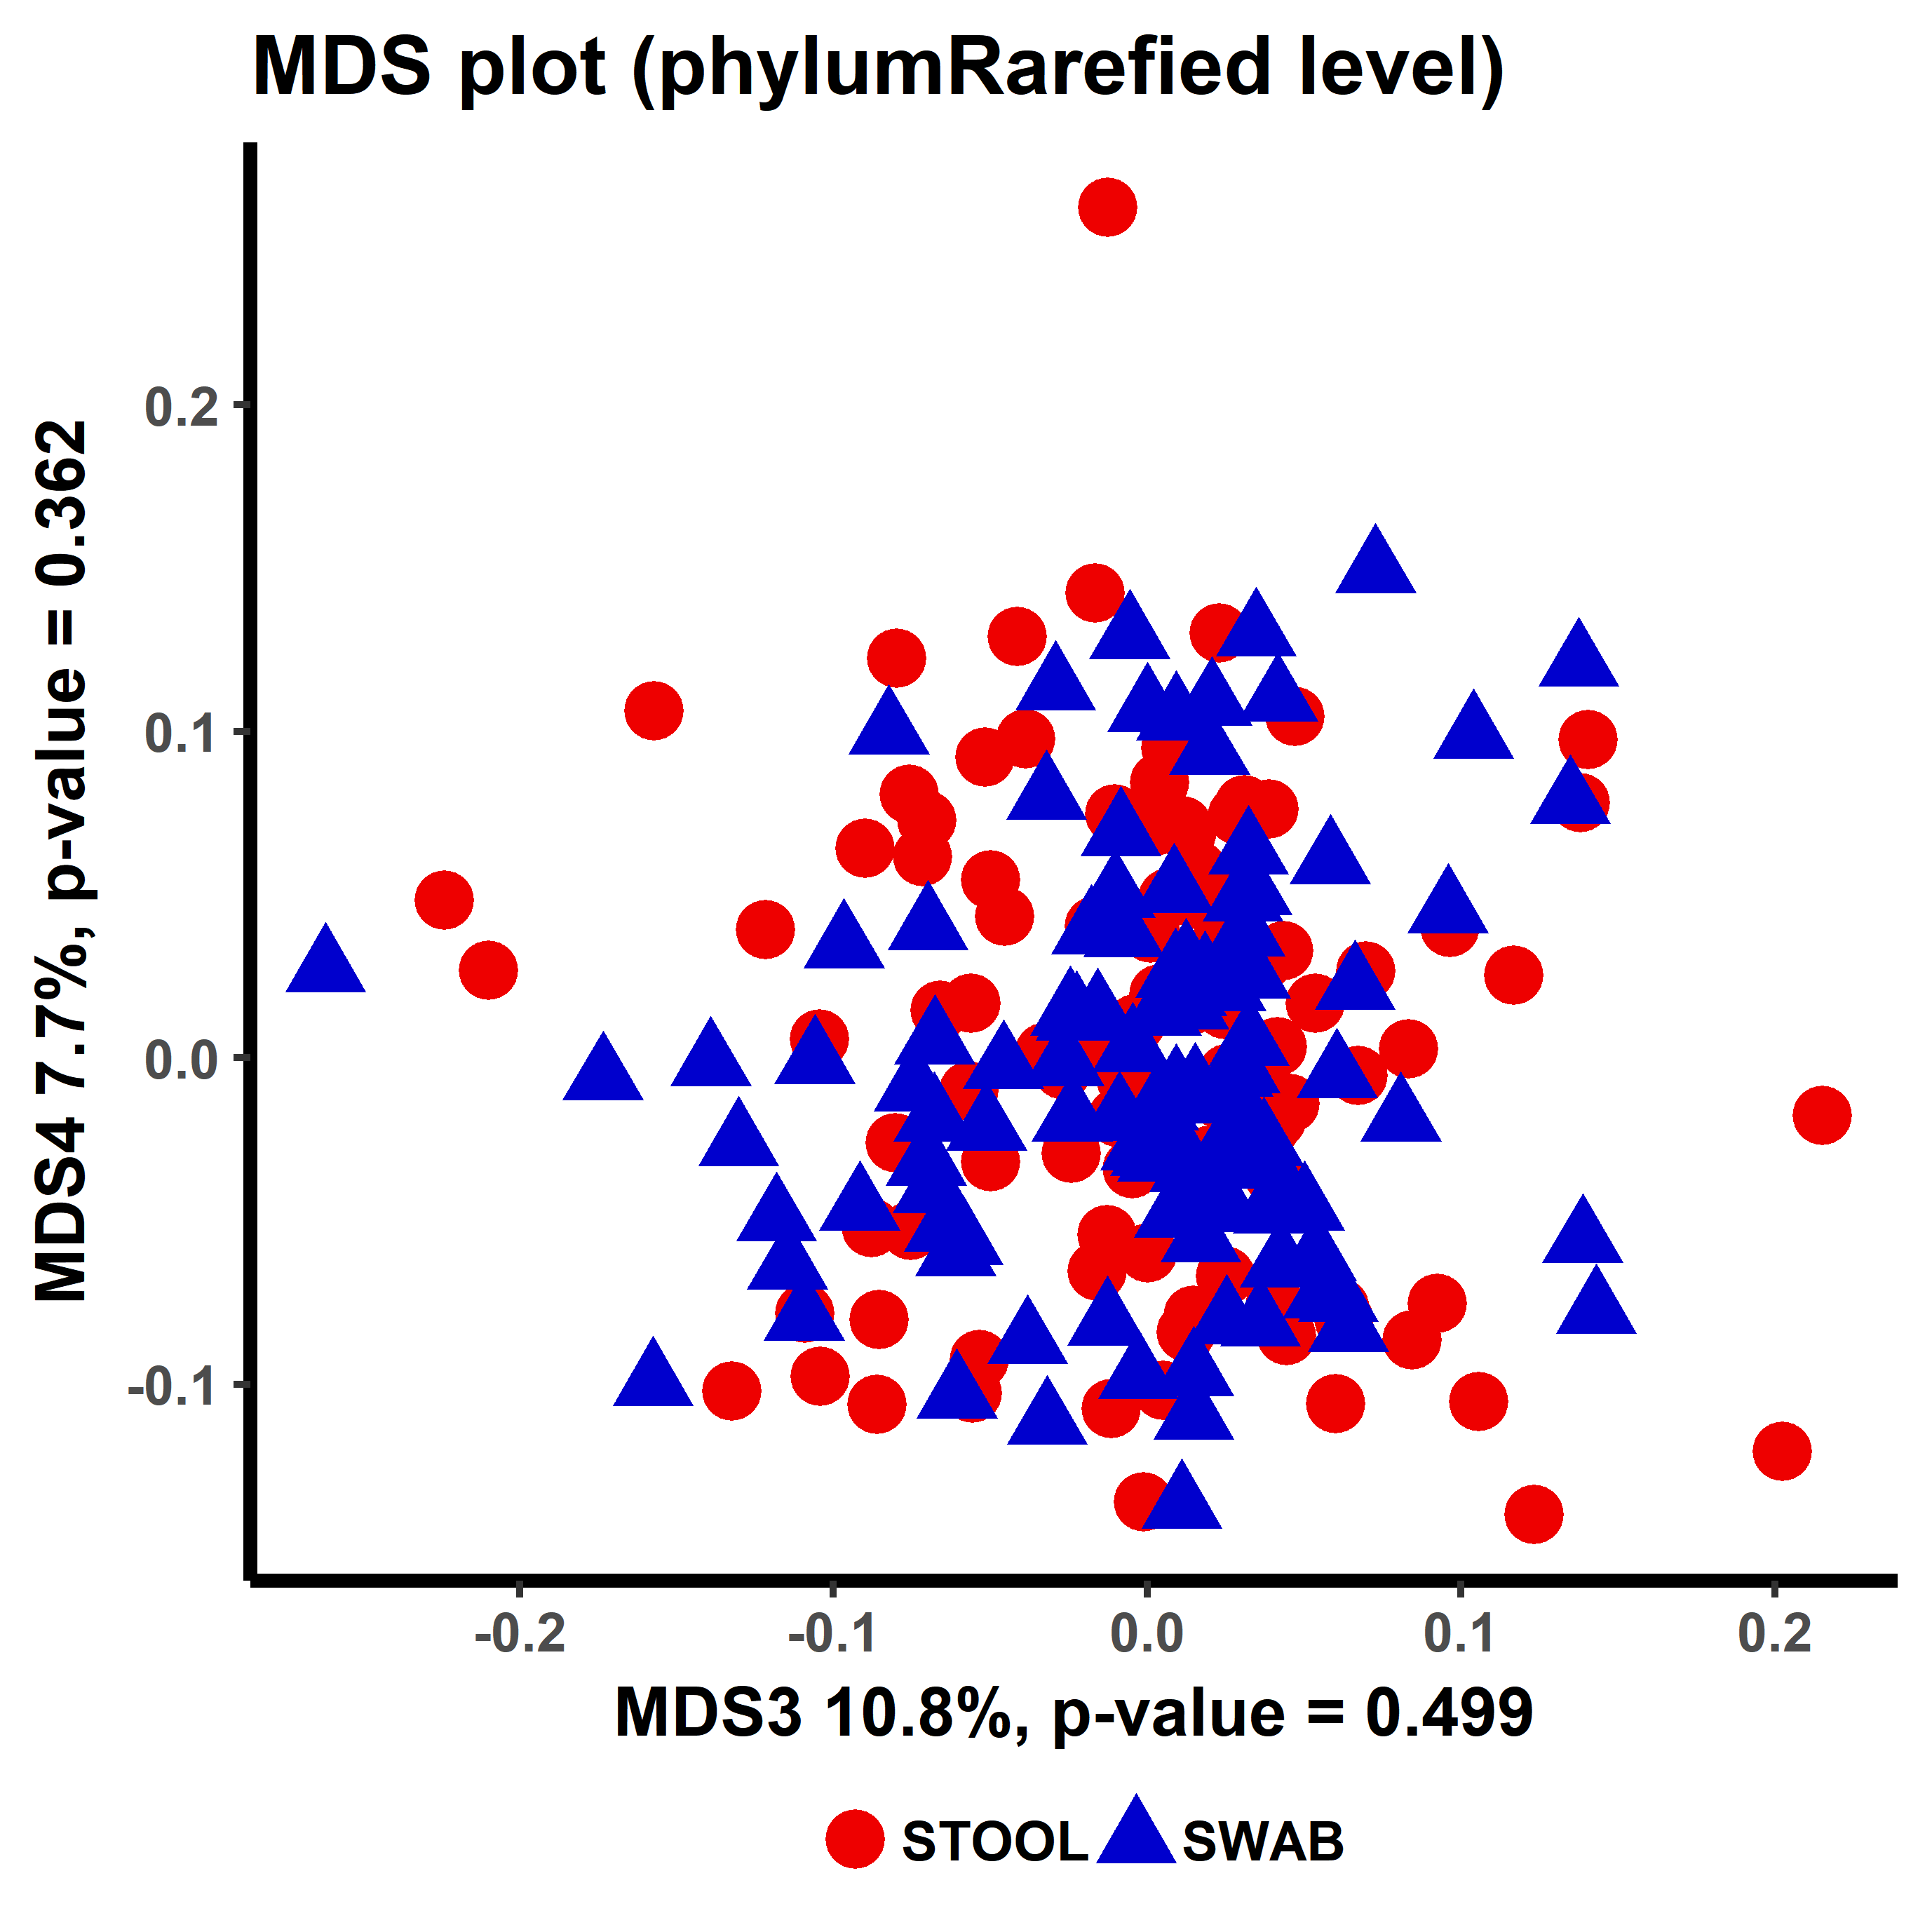 MDS plot (phylumRarefied level)
MDS4 7.7%, p-value = 0.362
0.2
0.1
0.0
-0.1
-0.2
-0.1
0.0
0.1
0.2
MDS3 10.8%, p-value = 0.499
STOOL SWAB